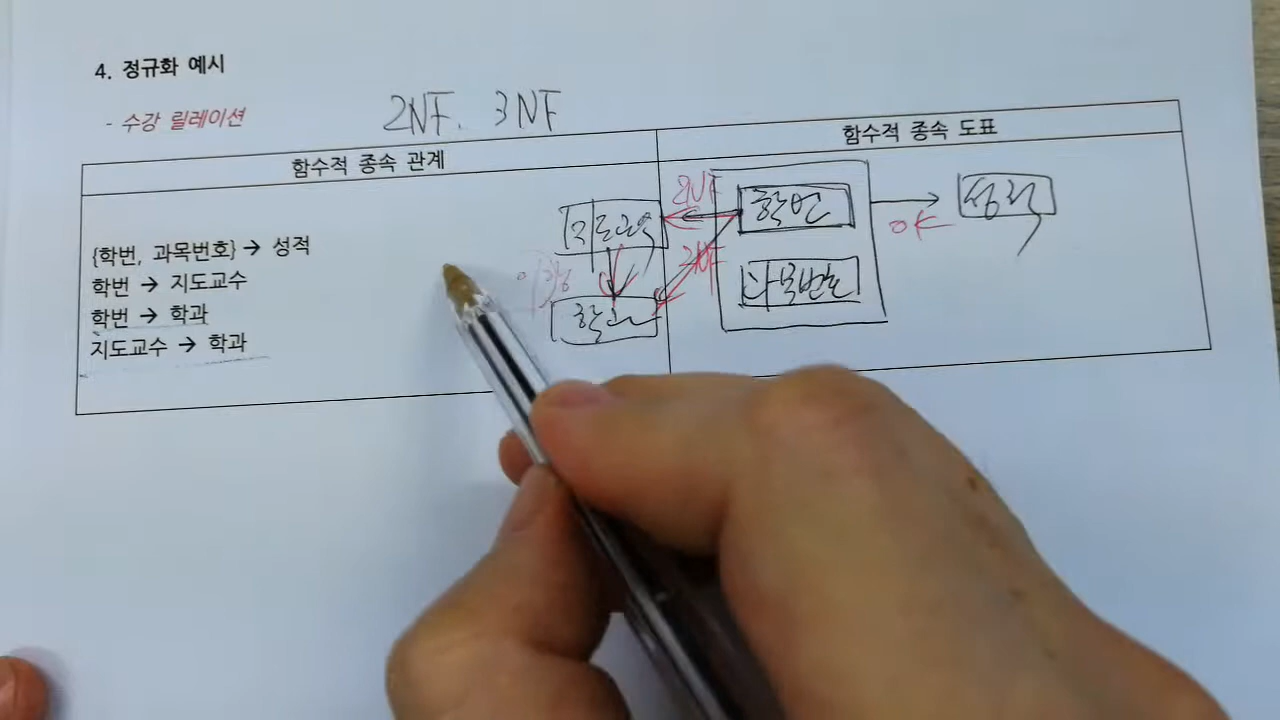 4. 정규화 예시
- 수강 릴레이션
2NF. 3NF
함수적 종속 관계
함수적 종속 도표
{학번, 과목번호} → 성적
학번 → 지도교수
학번 → 학과
지도교수 → 학과
지도교수
2NF
학번
성적
OK
2NF
과목번호
학과